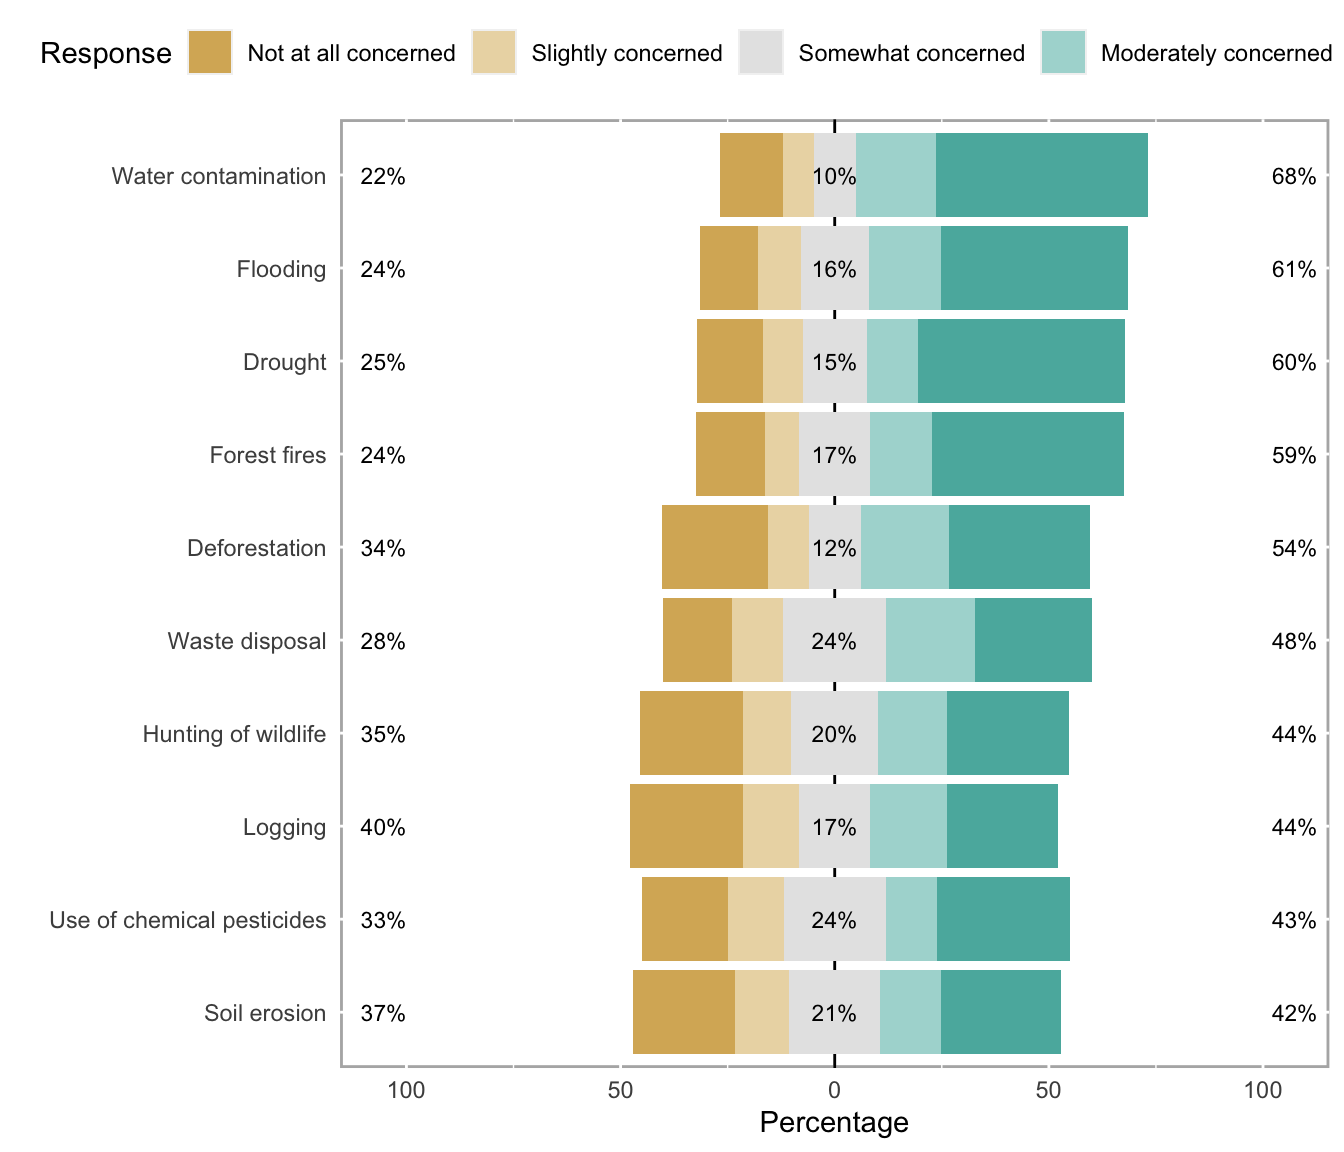 Response Not at all concerned Slightly concerned Somewhat concerned Moderately concerned
Water contamination 22% 10% 68%
Flooding 24% 16% 61%
Drought 25% 15% 60%
Forest fires 24% 17% 59%
Deforestation 34% 12% 54%
Waste disposal 28% 24% 48%
Hunting of wildlife 35% 20% 44%
Logging 40% 17% 44%
Use of chemical pesticides 33% 24% 43%
Soil erosion 37% 21% 42%
100 50 0 50 100
Percentage